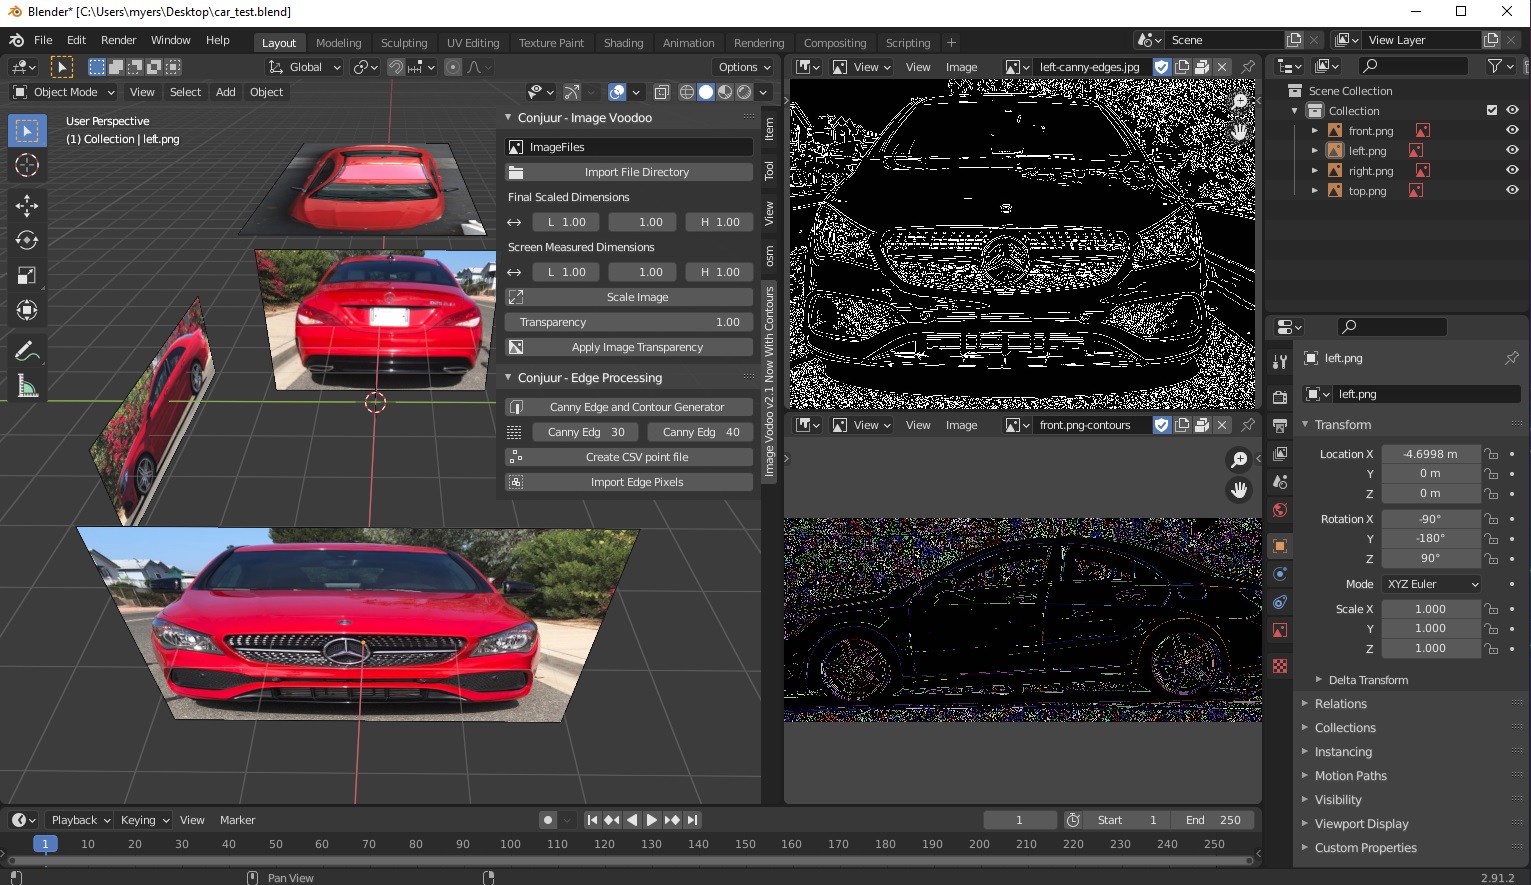 Blender* [C:\Users\myers\Desktop\car_test.blend]
File Edit Render Window Help
Layout Modeling Sculpting UV Editing Texture Paint Shading Animation Rendering Compositing Scripting +
Scene
View Layer
Global
Options
Object Mode View Select Add Object
User Perspective
(1) Collection | left.png
Conjuur - Image Voodoo
ImageFiles
Import File Directory
Final Scaled Dimensions
L 1.00 1.00 H 1.00
Screen Measured Dimensions
L 1.00 1.00 H 1.00
Scale Image
Transparency 1.00
Apply Image Transparency
Conjuur - Edge Processing
Canny Edge and Contour Generator
Canny Edg 30 Canny Edg 40
Create CSV point file
Import Edge Pixels
Item
Tool
View
osm
Image Vodoo v2.1 Now With Contours
View View Image left-canny-edges.jpg
View View Image front.png-contours
Scene Collection
Collection
front.png
left.png
right.png
top.png
left.png
left.png
Transform
Location X -4.6998 m
Y 0 m
Z 0 m
Rotation X -90°
Y -180°
Z 90°
Mode XYZ Euler
Scale X 1.000
Y 1.000
Z 1.000
Delta Transform
Relations
Collections
Instancing
Motion Paths
Visibility
Viewport Display
Custom Properties
Playback Keying View Marker
1 Start 1 End 250
1 10 20 30 40 50 60 70 80 90 100 110 120 130 140 150 160 170 180 190 200 210 220 230 240 250
Pan View
2.91.2